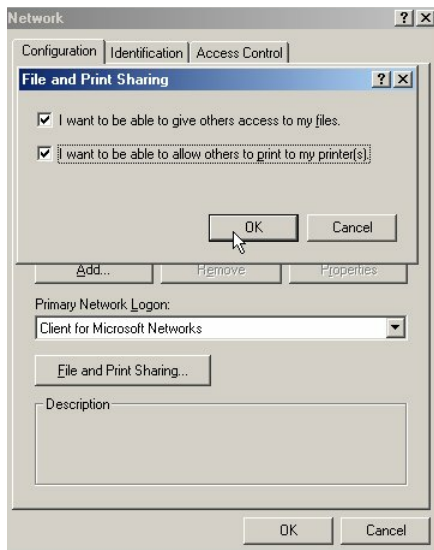 Network
Configuration Identification Access Control
File and Print Sharing
I want to be able to give others access to my files.
I want to be able to allow others to print to my printer(s).
OK Cancel
Add... Remove Properties
Primary Network Logon:
Client for Microsoft Networks
File and Print Sharing...
Description
OK Cancel